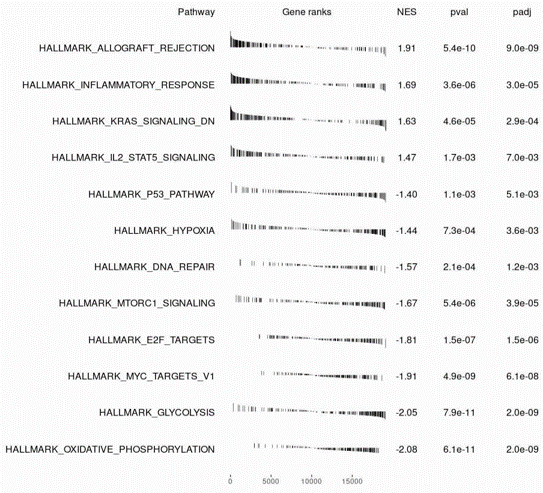 Pathway Gene ranks NES pval padj
HALLMARK_ALLOGRAFT_REJECTION 1.91 5.4e-10 9.0e-09
HALLMARK_INFLAMMATORY_RESPONSE 1.69 3.6e-06 3.0e-05
HALLMARK_KRAS_SIGNALING_DN 1.63 4.6e-05 2.9e-04
HALLMARK_IL2_STAT5_SIGNALING 1.47 1.7e-03 7.0e-03
HALLMARK_P53_PATHWAY -1.40 1.1e-03 5.1e-03
HALLMARK_HYPOXIA -1.44 7.3e-04 3.6e-03
HALLMARK_DNA_REPAIR -1.57 2.1e-04 1.2e-03
HALLMARK_MTORC1_SIGNALING -1.67 5.4e-06 3.9e-05
HALLMARK_E2F_TARGETS -1.81 1.5e-07 1.5e-06
HALLMARK_MYC_TARGETS_V1 -1.91 4.9e-09 6.1e-08
HALLMARK_GLYCOLYSIS -2.05 7.9e-11 2.0e-09
HALLMARK_OXIDATIVE_PHOSPHORYLATION -2.08 6.1e-11 2.0e-09
0 5000 10000 15000